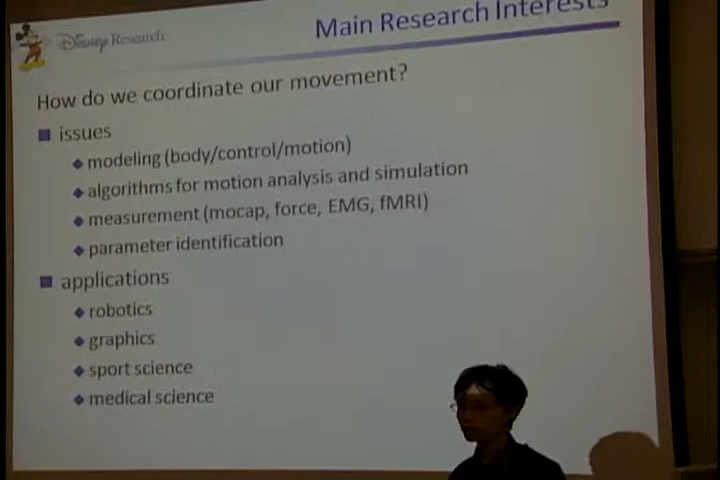 Disney Research
Main Research Interests
How do we coordinate our movement?
issues
modeling (body/control/motion)
algorithms for motion analysis and simulation
measurement (mocap, force, EMG, fMRI)
parameter identification
applications
robotics
graphics
sport science
medical science